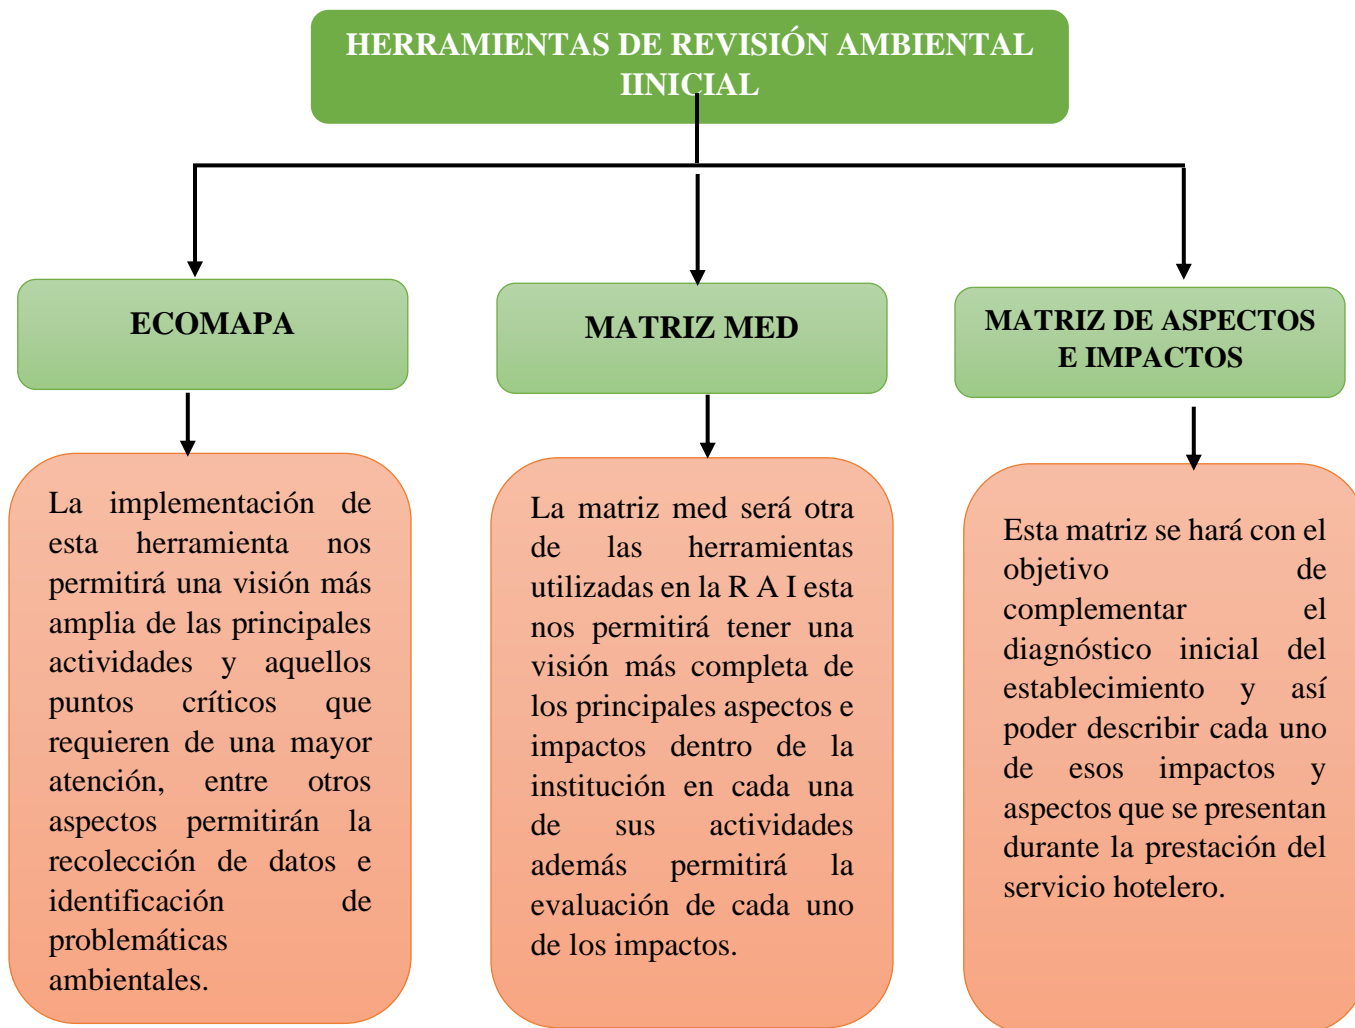 HERRAMIENTAS DE REVISIÓN AMBIENTAL
IINICIAL
ECOMAPA
MATRIZ MED
MATRIZ DE ASPECTOS
E IMPACTOS
La implementación de
esta herramienta nos
permitirá una visión más
amplia de las principales
actividades y aquellos
puntos críticos que
requieren de una mayor
atención, entre otros
aspectos permitirán la
recolección de datos e
identificación de
problemáticas
ambientales.
La matriz med será otra
de las herramientas
utilizadas en la R A I esta
nos permitirá tener una
visión más completa de
los principales aspectos e
impactos dentro de la
institución en cada una
de sus actividades
además permitirá la
evaluación de cada uno
de los impactos.
Esta matriz se hará con el
objetivo de
complementar el
diagnóstico inicial del
establecimiento y así
poder describir cada uno
de esos impactos y
aspectos que se presentan
durante la prestación del
servicio hotelero.